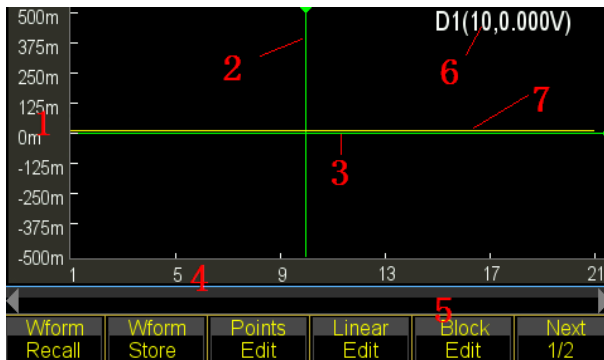 500m
D1(10,0.000V)
375m
2
6
250m
7
125m
1
0m
3
-125m
-250m
-375m
-500m
1 5 9 13 17 21
4
5
Wform Wform Points Linear Block Next
Recall Store Edit Edit Edit 1/2